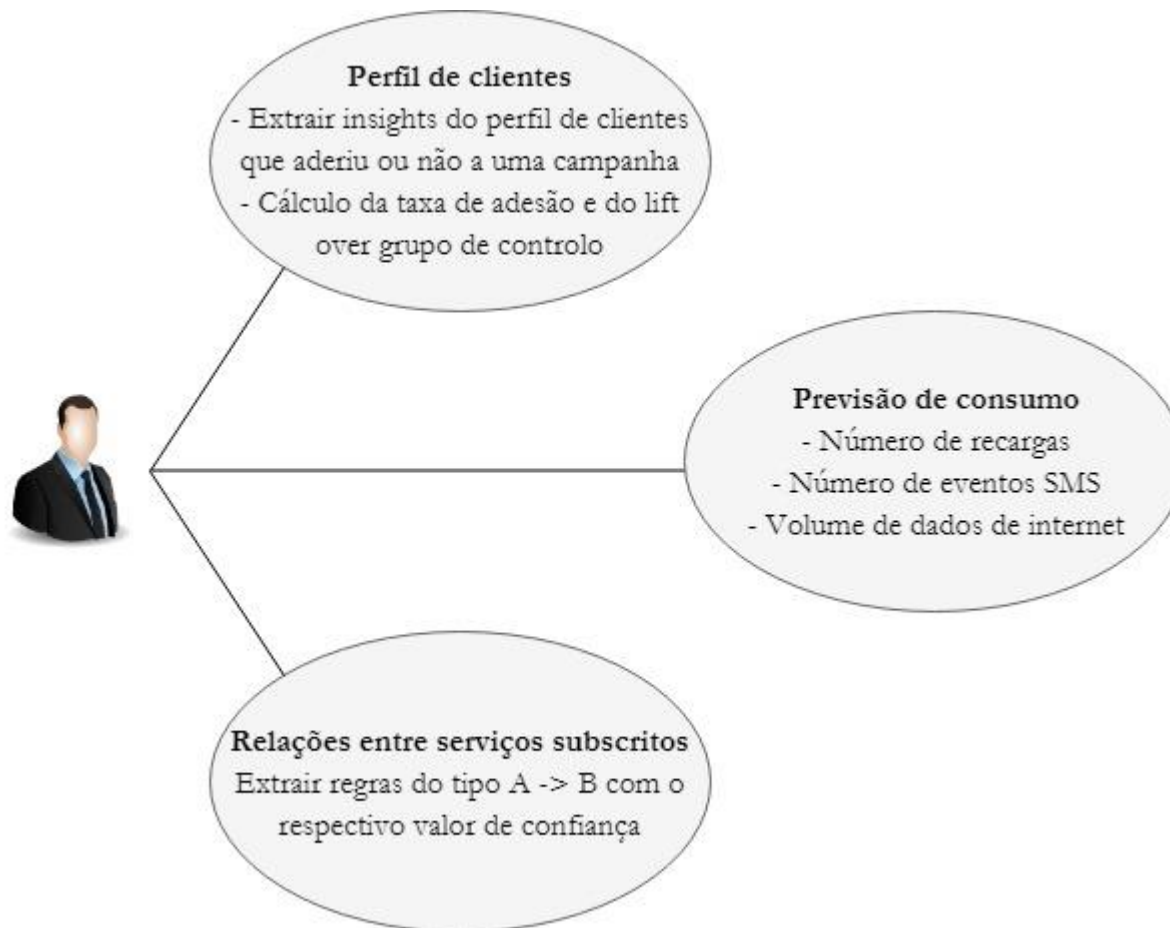 Perfil de clientes
- Extrair insights do perfil de clientes
que aderiu ou não a uma campanha
- Cálculo da taxa de adesão e do lift
over grupo de controlo
Previsão de consumo
- Número de recargas
- Número de eventos SMS
- Volume de dados de internet
Relações entre serviços subscritos
Extrair regras do tipo A -> B com o
respectivo valor de confiança